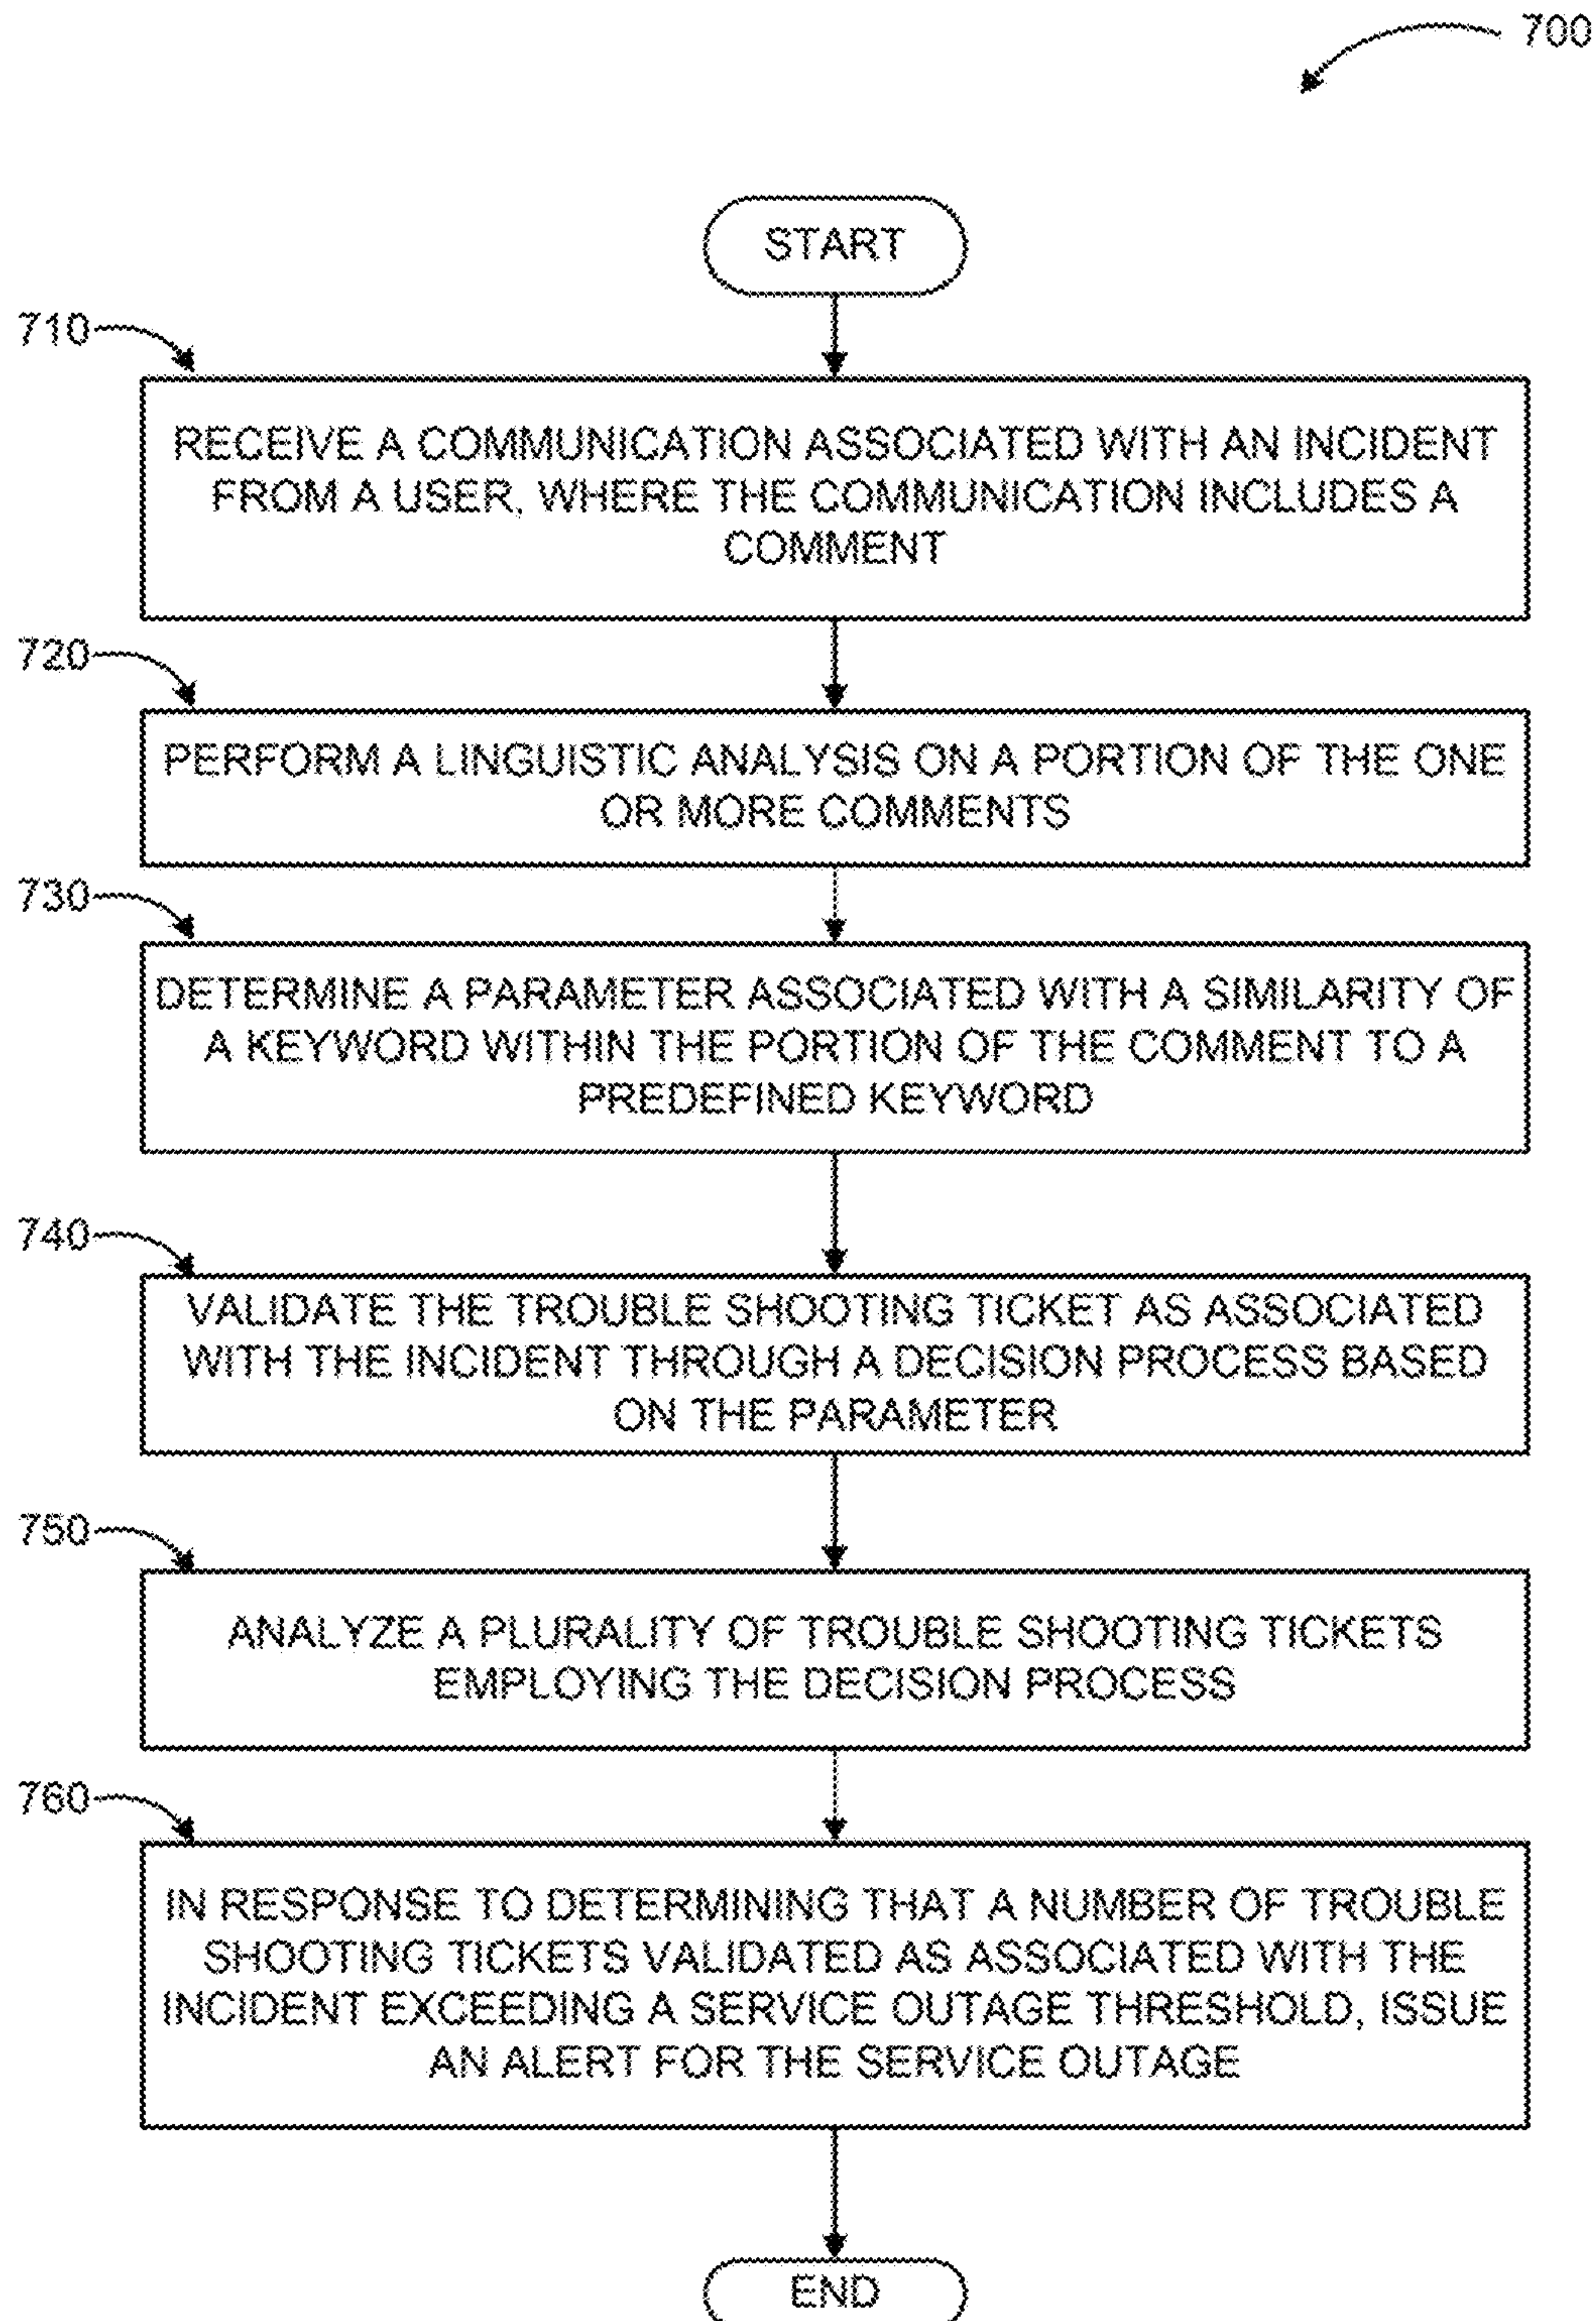 700
START
710
RECEIVE A COMMUNICATION ASSOCIATED WITH AN INCIDENT
FROM A USER, WHERE THE COMMUNICATION INCLUDES A
COMMENT
720
PERFORM A LINGUISTIC ANALYSIS ON A PORTION OF THE ONE
OR MORE COMMENTS
730
DETERMINE A PARAMETER ASSOCIATED WITH A SIMILARITY OF
A KEYWORD WITHIN THE PORTION OF THE COMMENT TO A
PREDEFINED KEYWORD
740
VALIDATE THE TROUBLE SHOOTING TICKET AS ASSOCIATED
WITH THE INCIDENT THROUGH A DECISION PROCESS BASED
ON THE PARAMETER
750
ANALYZE A PLURALITY OF TROUBLE SHOOTING TICKETS
EMPLOYING THE DECISION PROCESS
760
IN RESPONSE TO DETERMINING THAT A NUMBER OF TROUBLE
SHOOTING TICKETS VALIDATED AS ASSOCIATED WITH THE
INCIDENT EXCEEDING A SERVICE OUTAGE THRESHOLD, ISSUE
AN ALERT FOR THE SERVICE OUTAGE
END